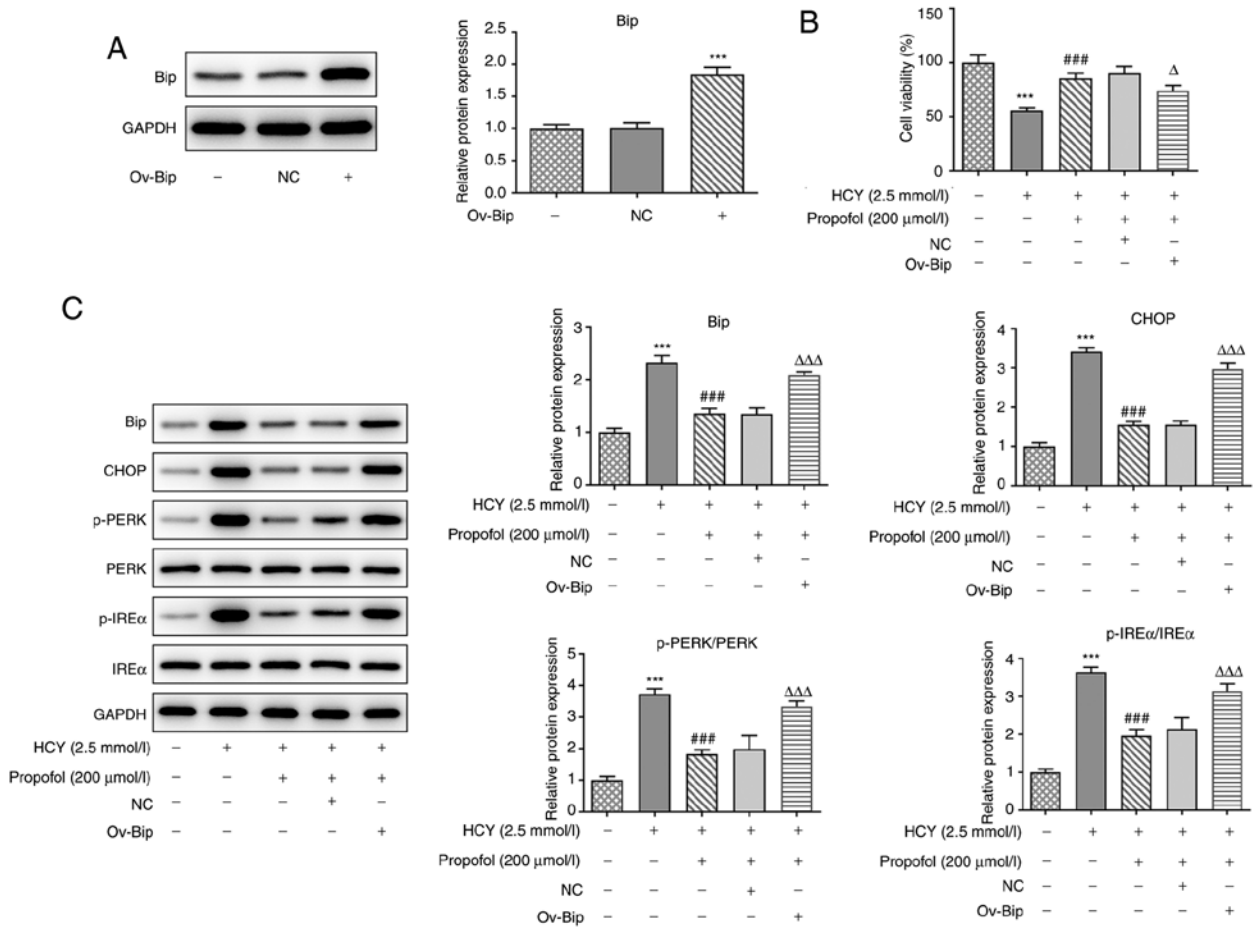 A
Bip
GAPDH
Ov-Bip − NC +
Bip
Relative protein expression
2.5
2.0
1.5
1.0
0.5
0.0
***
Ov-Bip − NC +
B
Cell viability (%)
150
100
50
0
*** ### Δ
HCY (2.5 mmol/l) − + + + +
Propofol (200 μmol/l) − − + + +
NC − − − + −
Ov-Bip − − − − +
C
Bip
CHOP
p-PERK
PERK
p-IREα
IREα
GAPDH
HCY (2.5 mmol/l) − + + + +
Propofol (200 μmol/l) − − + + +
NC − − − + −
Ov-Bip − − − − +
Bip
Relative protein expression
3
2
1
0
*** ### ΔΔΔ
HCY (2.5 mmol/l) − + + + +
Propofol (200 μmol/l) − − + + +
NC − − − + −
Ov-Bip − − − − +
CHOP
Relative protein expression
4
3
2
1
0
*** ### ΔΔΔ
HCY (2.5 mmol/l) − + + + +
Propofol (200 μmol/l) − − + + +
NC − − − + −
Ov-Bip − − − − +
p-PERK/PERK
Relative protein expression
5
4
3
2
1
0
*** ### ΔΔΔ
HCY (2.5 mmol/l) − + + + +
Propofol (200 μmol/l) − − + + +
NC − − − + −
Ov-Bip − − − − +
p-IREα/IREα
Relative protein expression
4
3
2
1
0
*** ### ΔΔΔ
HCY (2.5 mmol/l) − + + + +
Propofol (200 μmol/l) − − + + +
NC − − − + −
Ov-Bip − − − − +